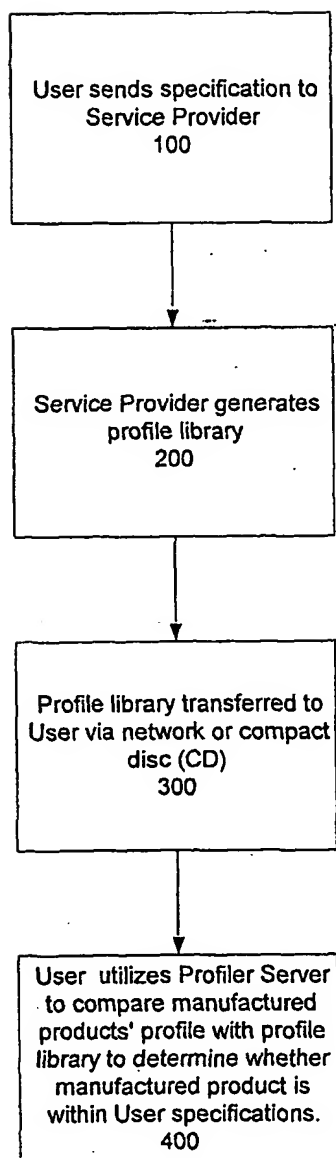 User sends specification to
Service Provider
100
Service Provider generates
profile library
200
Profile library transferred to
User via network or compact
disc (CD)
300
User utilizes Profiler Server
to compare manufactured
products' profile with profile
library to determine whether
manufactured product is
within User specifications.
400